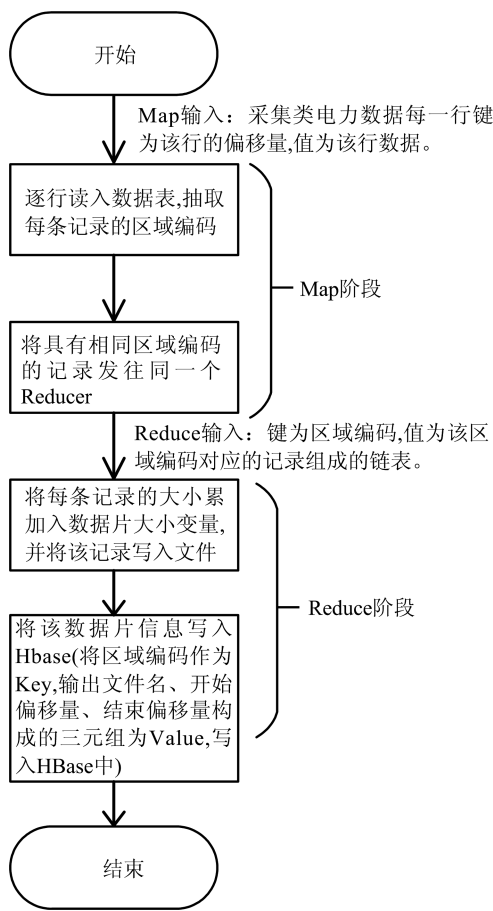 开始
Map输入：采集类电力数据每一行键
为该行的偏移量,值为该行数据。
逐行读入数据表,抽取
每条记录的区域编码
Map阶段
将具有相同区域编码
的记录发往同一个
Reducer
Reduce输入：键为区域编码,值为该区
域编码对应的记录组成的链表。
将每条记录的大小累
加入数据片大小变量,
并将该记录写入文件
Reduce阶段
将该数据片信息写入
Hbase(将区域编码作为
Key,输出文件名、开始
偏移量、结束偏移量构
成的三元组为Value,写
入HBase中)
结束